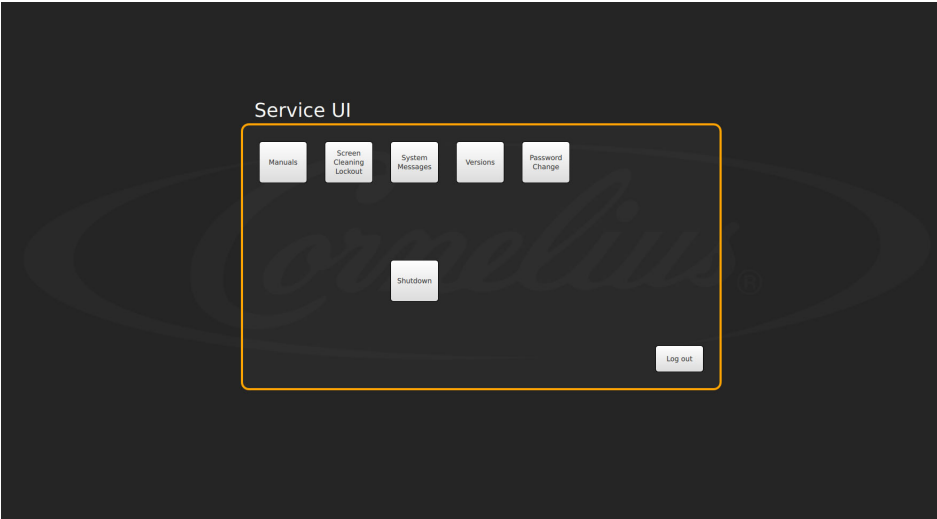 Service UI
Manuals
Screen
Cleaning
Lockout
System
Messages
Versions
Password
Change
Cornelius®
Shutdown
Log out